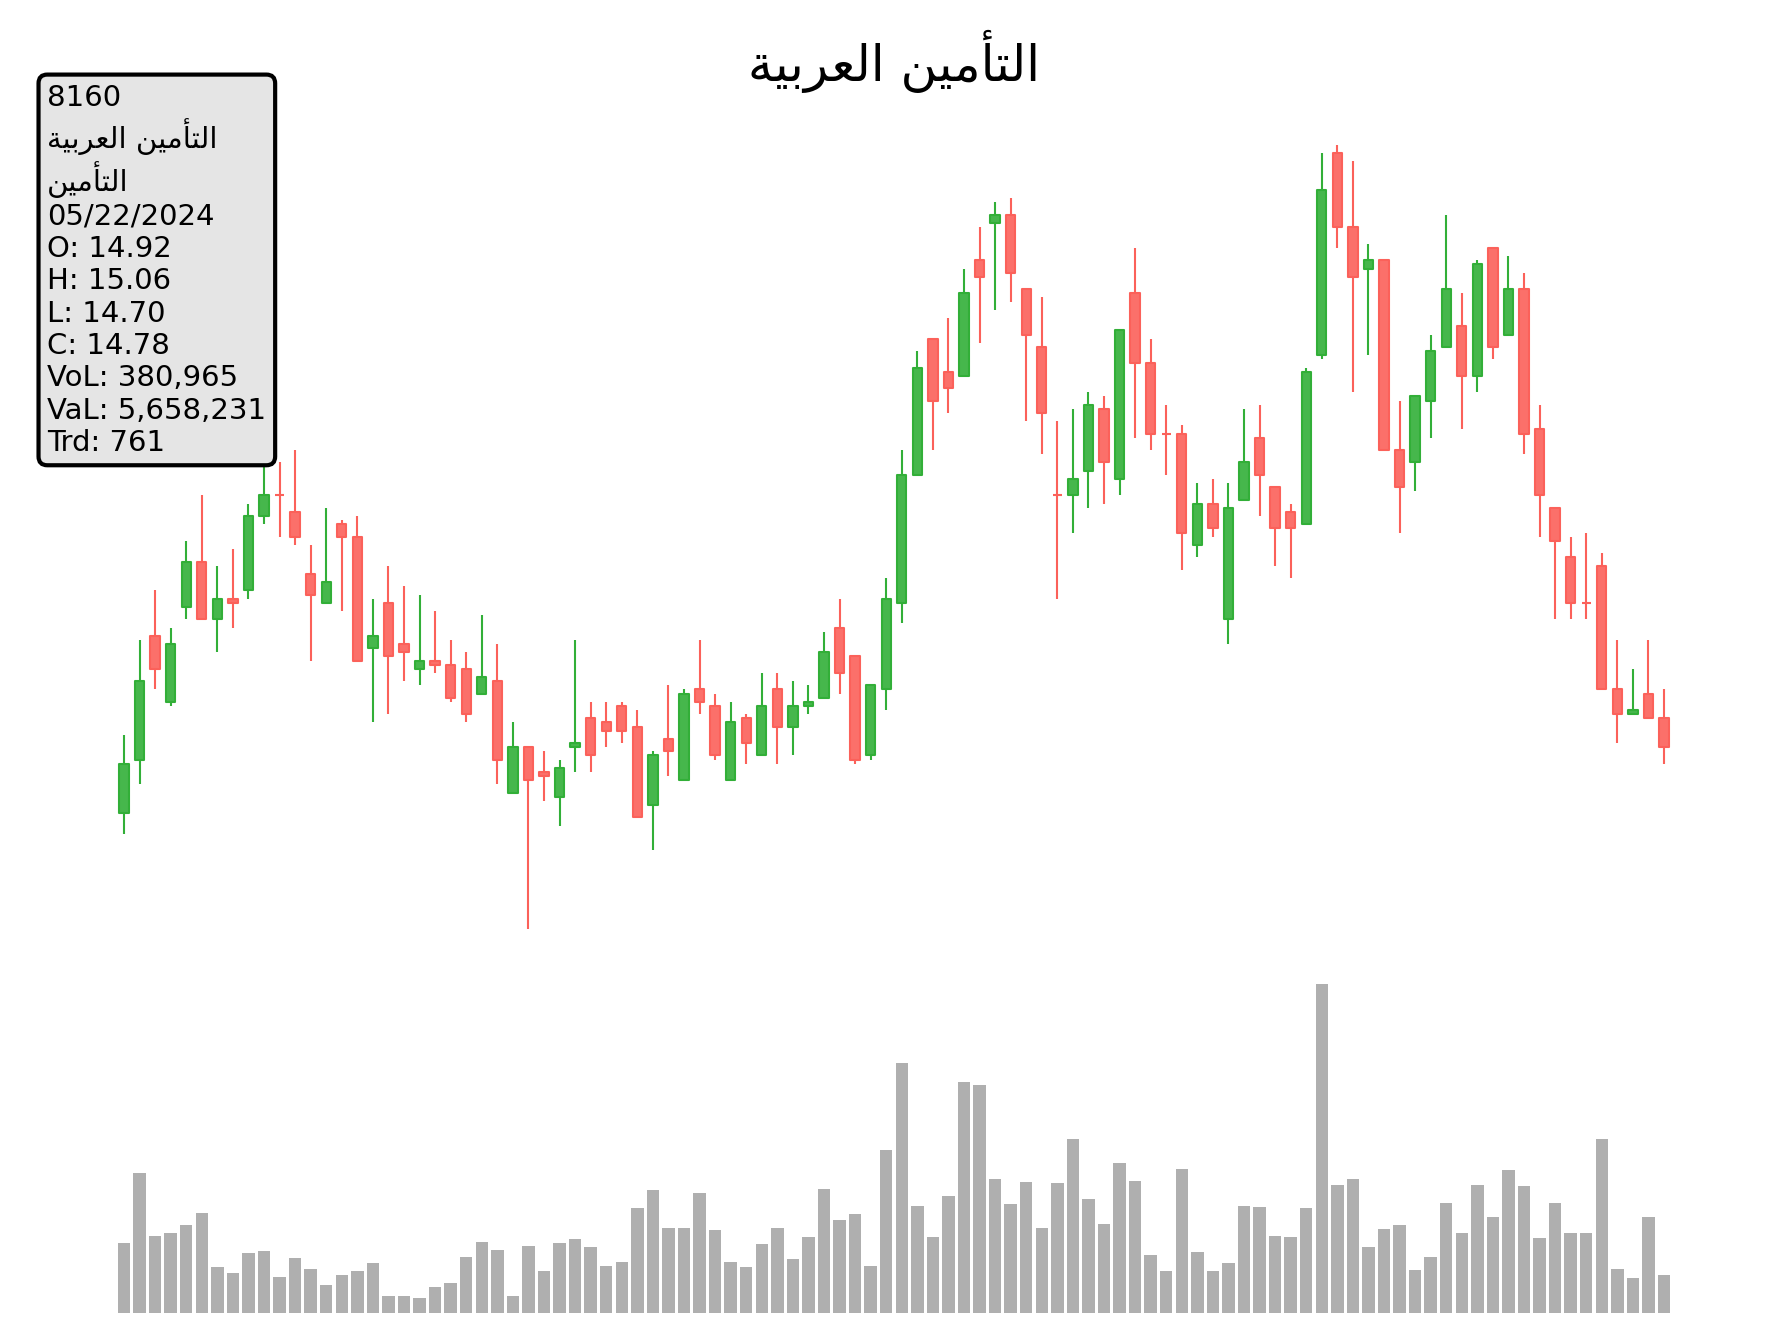 التأمين العربية
8160
التأمين العربية
التأمين
05/22/2024
O: 14.92
H: 15.06
L: 14.70
C: 14.78
VoL: 380,965
VaL: 5,658,231
Trd: 761